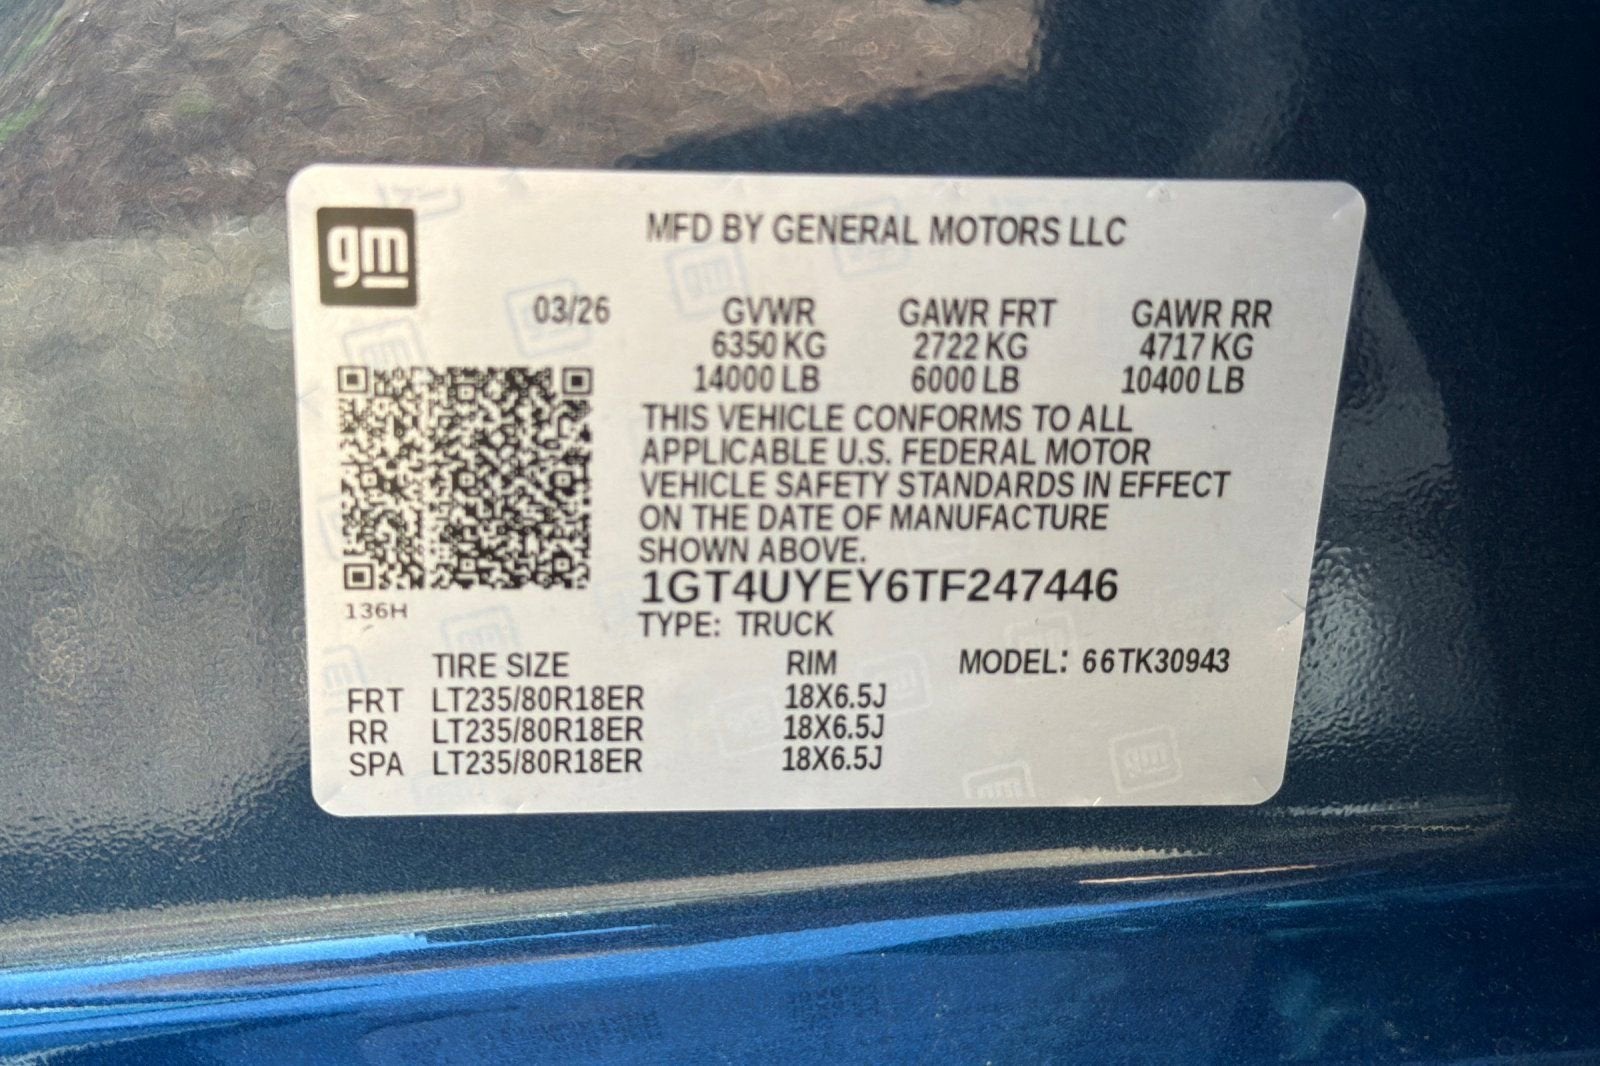 gm
MFD BY GENERAL MOTORS LLC
03/26 GVWR GAWR FRT GAWR RR
6350 KG 2722 KG 4717 KG
14000 LB 6000 LB 10400 LB
THIS VEHICLE CONFORMS TO ALL
APPLICABLE U.S. FEDERAL MOTOR
VEHICLE SAFETY STANDARDS IN EFFECT
ON THE DATE OF MANUFACTURE
SHOWN ABOVE.
1GT4UYEY6TF247446
136H
TYPE: TRUCK
TIRE SIZE RIM MODEL: 66TK30943
FRT LT235/80R18ER 18X6.5J
RR LT235/80R18ER 18X6.5J
SPA LT235/80R18ER 18X6.5J
gm
gm